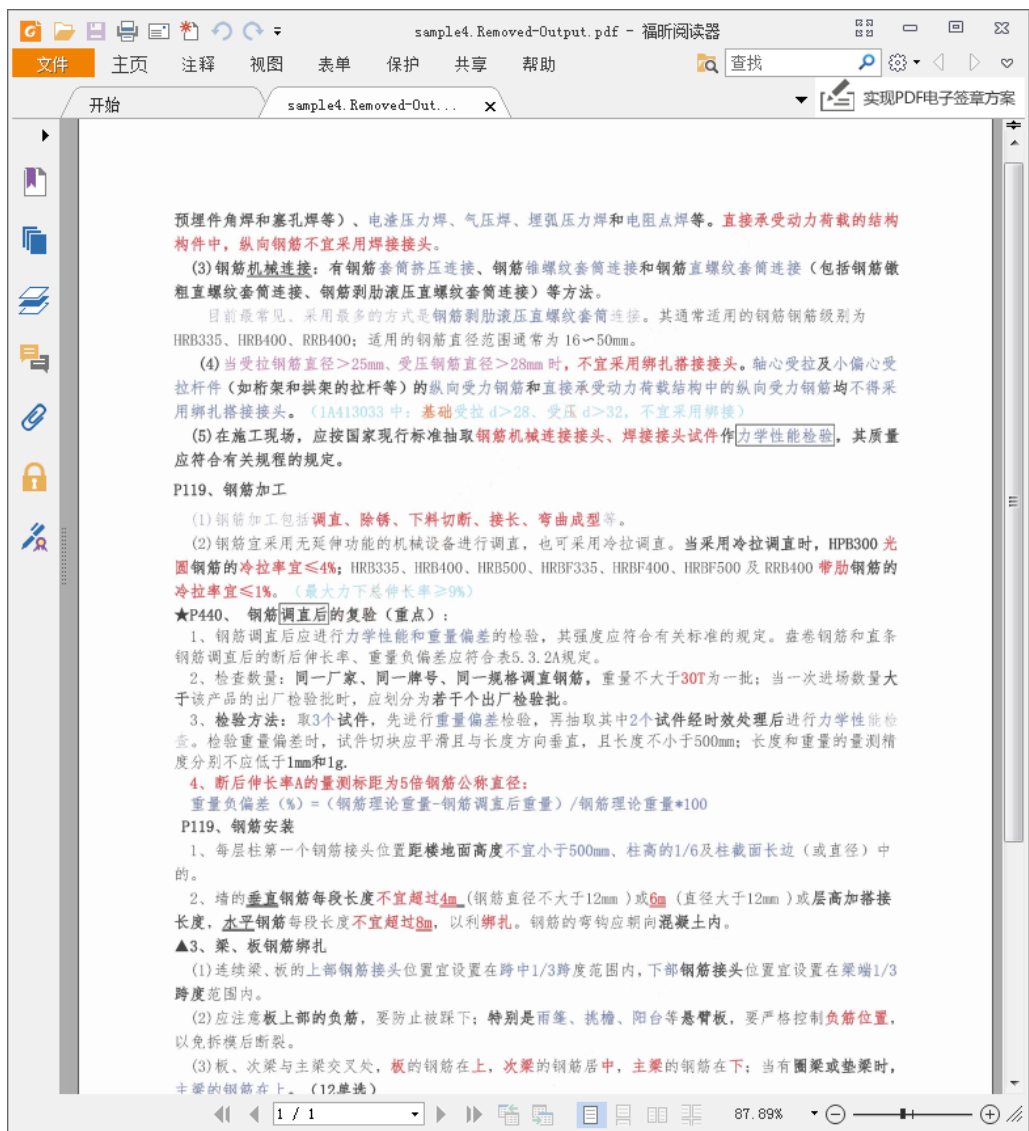 sample4.Removed-Output.pdf - 福昕阅读器
文件 主页 注释 视图 表单 保护 共享 帮助 查找
开始 sample4.Removed-Out... 实现PDF电子签章方案
预埋件角焊和塞孔焊等）、电渣压力焊、气压焊、埋弧压力焊和电阻点焊等。直接承受动力荷载的结构
构件中，纵向钢筋不宜采用焊接接头。
(3)钢筋机械连接：有钢筋套筒挤压连接、钢筋锥螺纹套筒连接和钢筋直螺纹套筒连接（包括钢筋镦
粗直螺纹套筒连接、钢筋剥肋滚压直螺纹套筒连接）等方法。
目前最常见、采用最多的方式是钢筋剥肋滚压直螺纹套筒连接。其通常适用的钢筋钢筋级别为
HRB335、HRB400、RRB400；适用的钢筋直径范围通常为 16～50mm。
(4)当受拉钢筋直径＞25mm、受压钢筋直径＞28mm 时，不宜采用绑扎搭接接头。轴心受拉及小偏心受
拉杆件（如桁架和拱架的拉杆等）的纵向受力钢筋和直接承受动力荷载结构中的纵向受力钢筋均不得采
用绑扎搭接接头。（1A413033 中：基础受拉 d＞28、受压 d＞32，不宜采用绑接）
(5)在施工现场，应按国家现行标准抽取钢筋机械连接接头、焊接接头试件作力学性能检验，其质量
应符合有关规程的规定。
P119、钢筋加工
(1)钢筋加工包括调直、除锈、下料切断、接长、弯曲成型等。
(2)钢筋宜采用无延伸功能的机械设备进行调直，也可采用冷拉调直。当采用冷拉调直时，HPB300 光
圆钢筋的冷拉率宜≤4%；HRB335、HRB400、HRB500、HRBF335、HRBF400、HRBF500 及 RRB400 带肋钢筋的
冷拉率宜≤1%。（最大力下总伸长率≥9%）
★P440、 钢筋调直后的复验（重点）：
1、钢筋调直后应进行力学性能和重量偏差的检验，其强度应符合有关标准的规定。盘卷钢筋和直条
钢筋调直后的断后伸长率、重量负偏差应符合表5.3.2A规定。
2、检查数量：同一厂家、同一牌号、同一规格调直钢筋，重量不大于30T为一批；当一次进场数量大
于该产品的出厂检验批时，应划分为若干个出厂检验批。
3、检验方法：取3个试件，先进行重量偏差检验，再抽取其中2个试件经时效处理后进行力学性能检
查。检验重量偏差时，试件切块应平滑且与长度方向垂直，且长度不小于500mm；长度和重量的量测精
度分别不应低于1mm和1g.
4、断后伸长率A的量测标距为5倍钢筋公称直径：
重量负偏差（%）=（钢筋理论重量-钢筋调直后重量）/钢筋理论重量*100
P119、钢筋安装
1、每层柱第一个钢筋接头位置距楼地面高度不宜小于500mm、柱高的1/6及柱截面长边（或直径）中
的。
2、墙的垂直钢筋每段长度不宜超过4m (钢筋直径不大于12mm )或6m (直径大于12mm )或层高加搭接
长度，水平钢筋每段长度不宜超过8m，以利绑扎。钢筋的弯钩应朝向混凝土内。
▲3、梁、板钢筋绑扎
(1)连续梁、板的上部钢筋接头位置宜设置在跨中1/3跨度范围内，下部钢筋接头位置宜设置在梁端1/3
跨度范围内。
(2)应注意板上部的负筋，要防止被踩下；特别是雨篷、挑檐、阳台等悬臂板，要严格控制负筋位置，
以免拆模后断裂。
(3)板、次梁与主梁交叉处，板的钢筋在上，次梁的钢筋居中，主梁的钢筋在下；当有圈梁或垫梁时，
主梁的钢筋在上。（12单选）
1 / 1 87.89%